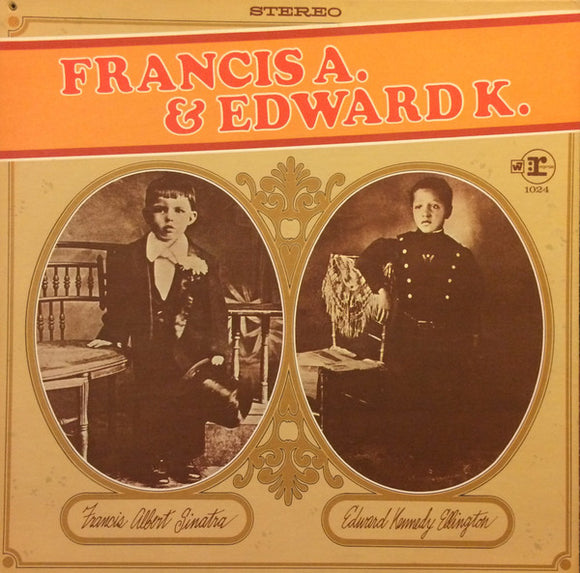 STEREO
FRANCIS A.
& EDWARD K.
W
r
1024
Francis Albert Sinatra
Edward Kennedy Ellington